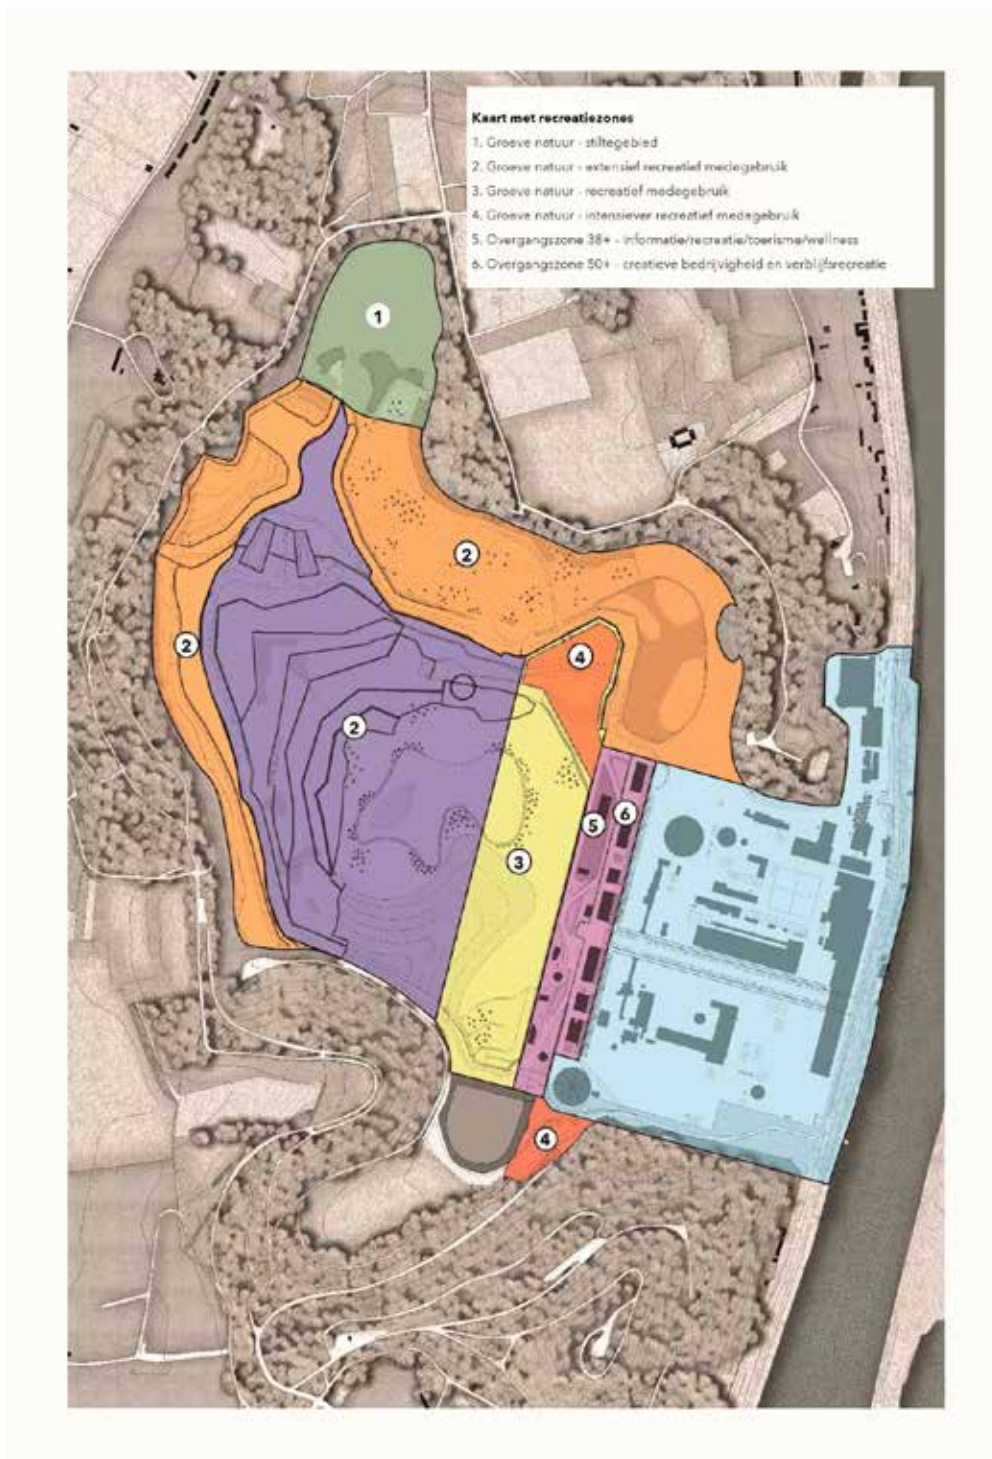 Kaart met recreatiezones
1. Groeve natuur - stiltegebied
2. Groeve natuur - extensief recreatief medegebruik
3. Groeve natuur - recreatief medegebruik
4. Groeve natuur - intensiever recreatief medegebruik
5. Overgangszone 38+ - informatie/recreatie/toerisme/wellness
6. Overgangszone 50+ - creatieve bedrijvigheid en verblijfsrecreatie
1
2
4
2
2
5
6
3
4